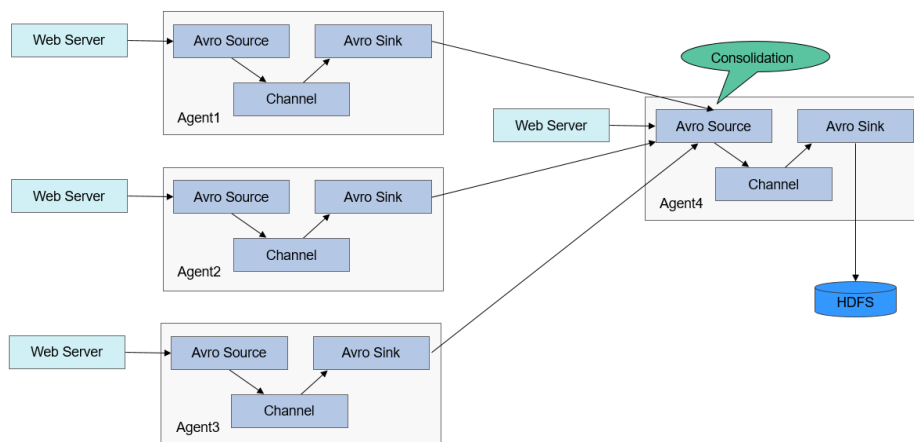 Web Server
Avro Source
Avro Sink
Channel
Agent1
Consolidation
Web Server
Avro Source
Avro Sink
Channel
Agent4
Web Server
Avro Source
Avro Sink
Channel
Agent2
HDFS
Web Server
Avro Source
Avro Sink
Channel
Agent3